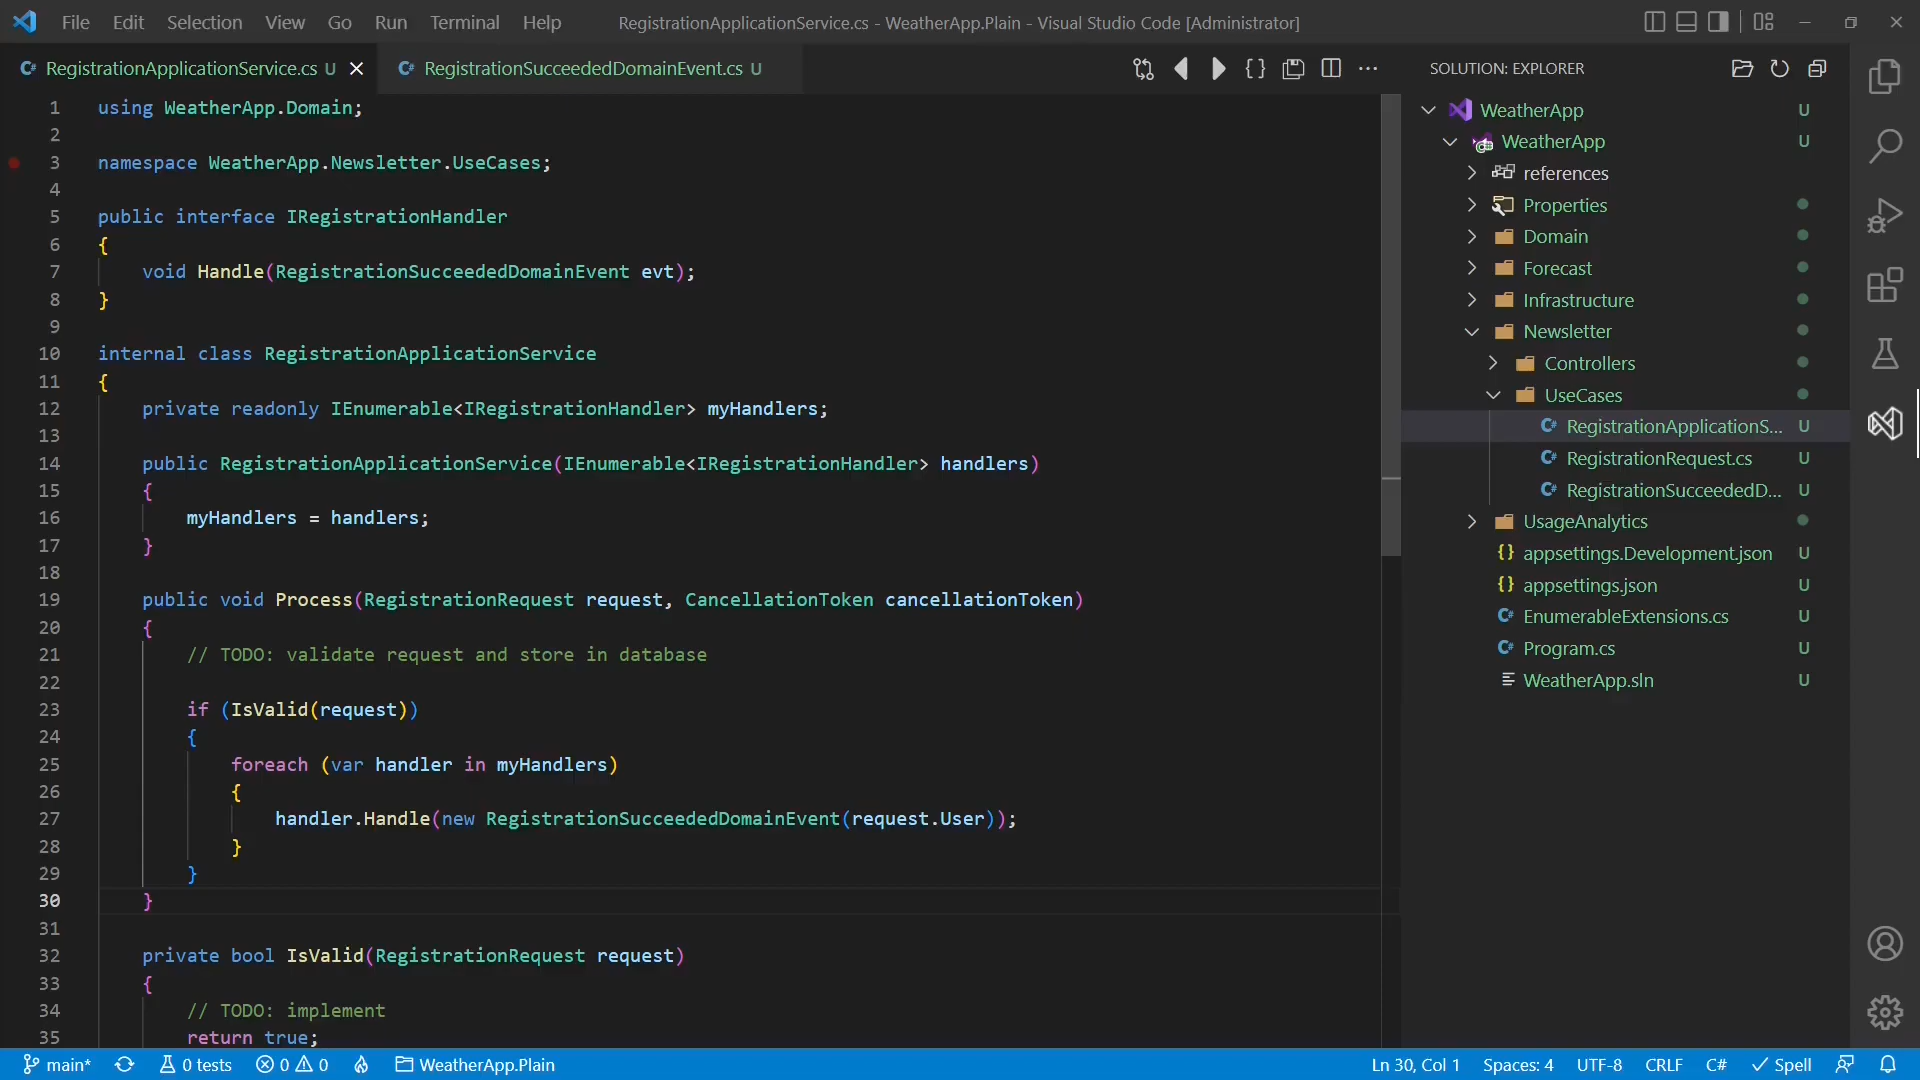 File Edit Selection View Go Run Terminal Help RegistrationApplicationService.cs - WeatherApp.Plain - Visual Studio Code [Administrator]
RegistrationApplicationService.cs U
RegistrationSucceededDomainEvent.cs U
1 using WeatherApp.Domain;
2
3 namespace WeatherApp.Newsletter.UseCases;
4
5 public interface IRegistrationHandler
6 {
7 void Handle(RegistrationSucceededDomainEvent evt);
8 }
9
10 internal class RegistrationApplicationService
11 {
12 private readonly IEnumerable<IRegistrationHandler> myHandlers;
13
14 public RegistrationApplicationService(IEnumerable<IRegistrationHandler> handlers)
15 {
16 myHandlers = handlers;
17 }
18
19 public void Process(RegistrationRequest request, CancellationToken cancellationToken)
20 {
21 // TODO: validate request and store in database
22
23 if (IsValid(request))
24 {
25 foreach (var handler in myHandlers)
26 {
27 handler.Handle(new RegistrationSucceededDomainEvent(request.User));
28 }
29 }
30 }
31
32 private bool IsValid(RegistrationRequest request)
33 {
34 // TODO: implement
35 return true;
SOLUTION: EXPLORER
WeatherApp U
WeatherApp U
references
Properties
Domain
Forecast
Infrastructure
Newsletter
Controllers
UseCases
RegistrationApplicationS... U
RegistrationRequest.cs U
RegistrationSucceededD... U
UsageAnalytics
{} appsettings.Development.json U
{} appsettings.json U
EnumerableExtensions.cs U
Program.cs U
WeatherApp.sln U
main* 0 tests 0 0 WeatherApp.Plain Ln 30, Col 1 Spaces: 4 UTF-8 CRLF C# Spell